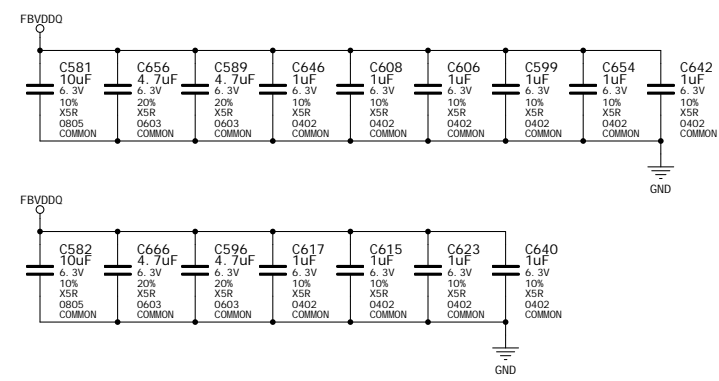 FBVDDQ
C581 C656 C589 C646 C608 C606 C599 C654 C642
10uF 4.7uF 4.7uF 1uF 1uF 1uF 1uF 1uF 1uF
6.3V 6.3V 6.3V 6.3V 6.3V 6.3V 6.3V 6.3V 6.3V
10% 20% 20% 10% 10% 10% 10% 10% 10%
X5R X5R X5R X5R X5R X5R X5R X5R X5R
0805 0603 0603 0402 0402 0402 0402 0402 0402
COMMON COMMON COMMON COMMON COMMON COMMON COMMON COMMON COMMON
GND
FBVDDQ
C582 C666 C596 C617 C615 C623 C640
10uF 4.7uF 4.7uF 1uF 1uF 1uF 1uF
6.3V 6.3V 6.3V 6.3V 6.3V 6.3V 6.3V
10% 20% 20% 10% 10% 10% 10%
X5R X5R X5R X5R X5R X5R X5R
0805 0603 0603 0402 0402 0402 0402
COMMON COMMON COMMON COMMON COMMON COMMON COMMON
GND